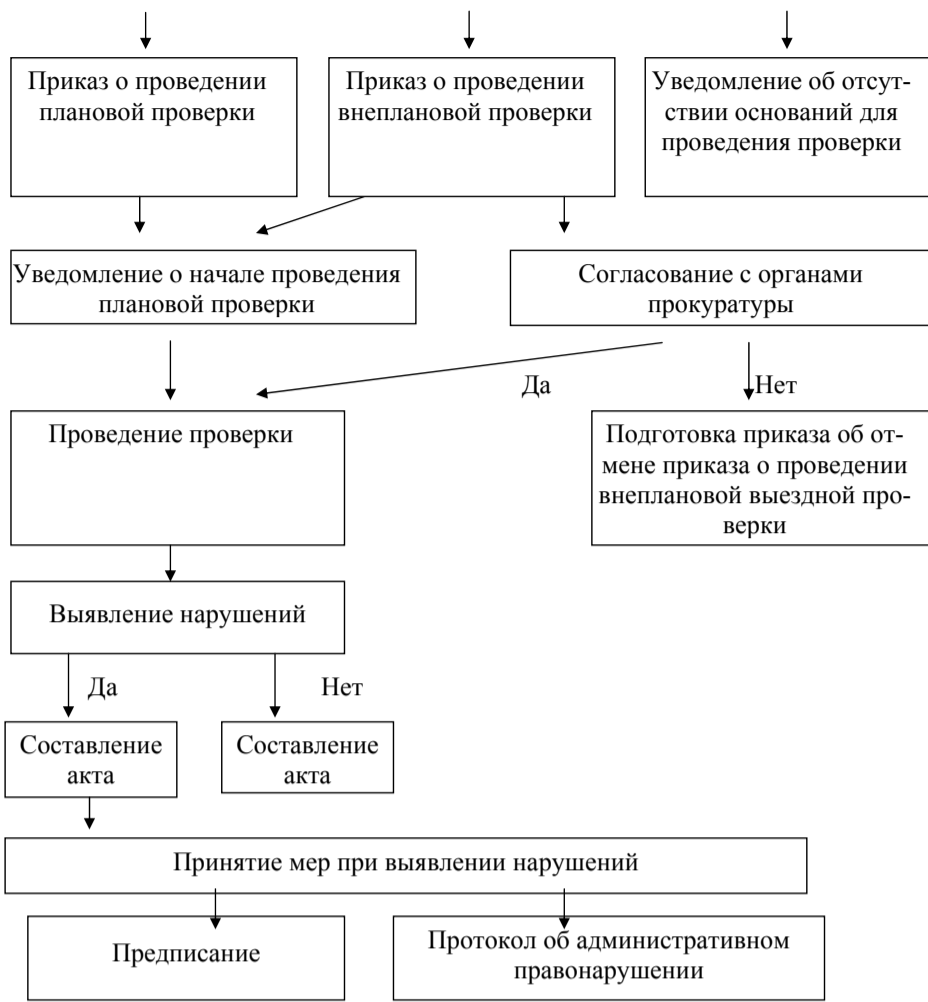 Приказ о проведении
плановой проверки
Приказ о проведении
внеплановой проверки
Уведомление об отсут-
ствии оснований для
проведения проверки
Уведомление о начале проведения
плановой проверки
Согласование с органами
прокуратуры
Да
Нет
Проведение проверки
Подготовка приказа об от-
мене приказа о проведении
внеплановой выездной про-
верки
Выявление нарушений
Да
Нет
Составление
акта
Составление
акта
Принятие мер при выявлении нарушений
Предписание
Протокол об административном
правонарушении